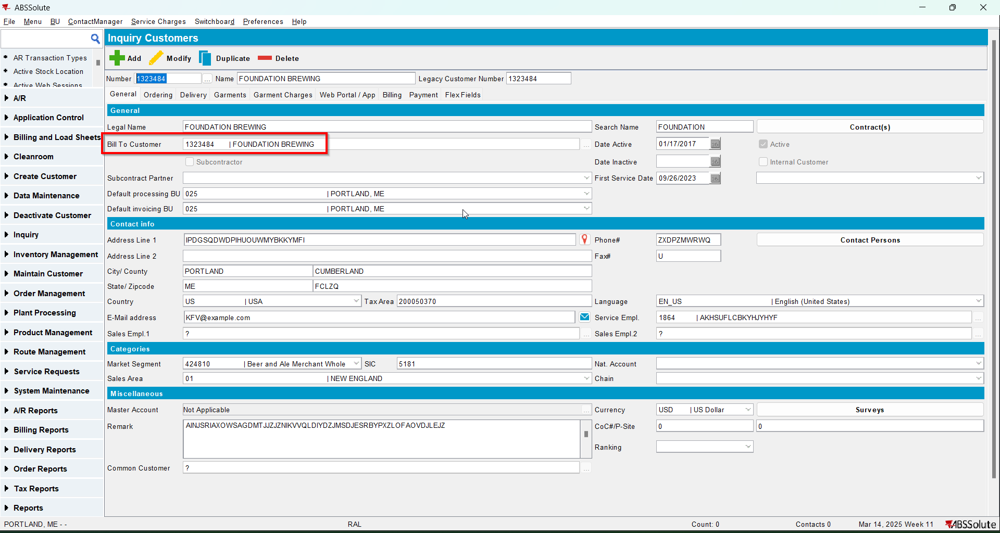 ABSSolute
File Menu BU ContactManager Service Charges Switchboard Preferences Help
Inquiry Customers
AR Transaction Types
Active Stock Location
Active Web Sessions
A/R
Application Control
Billing and Load Sheets
Cleanroom
Create Customer
Data Maintenance
Deactivate Customer
Inquiry
Inventory Management
Maintain Customer
Order Management
Plant Processing
Product Management
Route Management
Service Requests
System Maintenance
A/R Reports
Billing Reports
Delivery Reports
Order Reports
Tax Reports
Reports
Add Modify Duplicate Delete
Number 1323484 ... Name FOUNDATION BREWING Legacy Customer Number 1323484
General Ordering Delivery Garments Garment Charges Web Portal / App Billing Payment Flex Fields
General
Legal Name FOUNDATION BREWING Search Name FOUNDATION Contract(s)
Bill To Customer 1323484 | FOUNDATION BREWING ... Date Active 01/17/2017 16 Active
Subcontractor Date Inactive 16 Internal Customer
Subcontract Partner First Service Date 09/26/2023 16
Default processing BU 025 | PORTLAND, ME
Default invoicing BU 025 | PORTLAND, ME
Contact info
Address Line 1 IPDGSQDWDPIHUOUWMYBKKYMFI Phone# ZXDPZMWRWQ Contact Persons
Address Line 2 Fax# U
City/ County PORTLAND CUMBERLAND
State/ Zipcode ME FCLZQ
Country US | USA Tax Area 200050370 Language EN_US | English (United States)
E-Mail address KFV@example.com Service Empl. 1864 | AKHSUFLCBKYHJYHYF ...
Sales Empl.1 ? ... Sales Empl.2 ? ...
Categories
Market Segment 424810 | Beer and Ale Merchant Whole SIC 5181 Nat. Account
Sales Area 01 | NEW ENGLAND Chain
Miscellaneous
Master Account Not Applicable ... Currency USD | US Dollar Surveys
Remark AINJSRIAXOWSAGDMTJJZJZNIKVVQLDIYDZJMSDJESRBYPXZLOFAOVDJLEJZ CoC#/P-Site 0 0
Ranking
Common Customer ? ...
PORTLAND, ME - - RAL Count: 0 Contacts 0 Mar 14, 2025 Week 11 ABSSolute